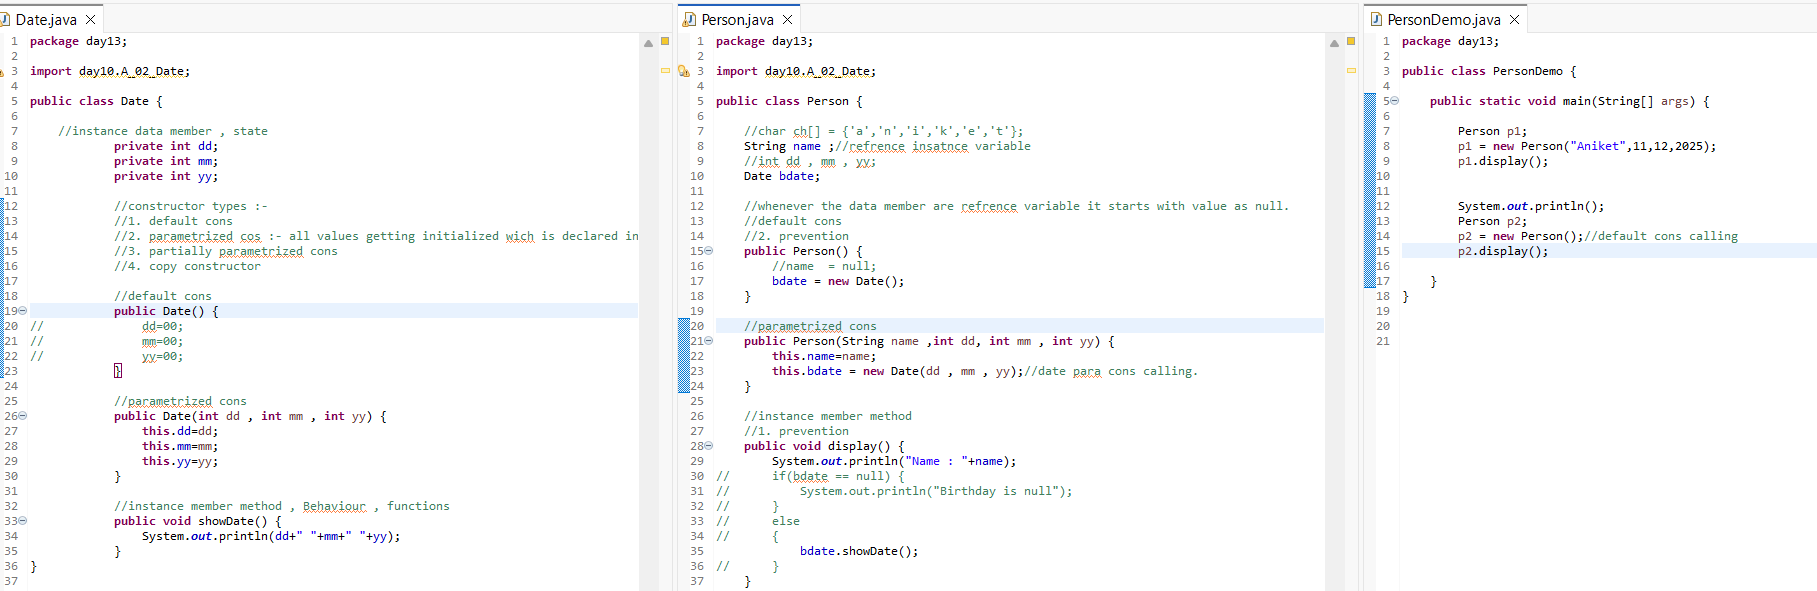 Date.java
1 package day13;
2
3 import day10.A_02_Date;
4
5 public class Date {
6
7 //instance data member , state
8 private int dd;
9 private int mm;
10 private int yy;
11
12 //constructor types :-
13 //1. default cons
14 //2. parametrized cos :- all values getting initialized wich is declared in
15 //3. partially parametrized cons
16 //4. copy constructor
17
18 //default cons
19 public Date() {
20 // dd=00;
21 // mm=00;
22 // yy=00;
23 }
24
25 //parametrized cons
26 public Date(int dd , int mm , int yy) {
27 this.dd=dd;
28 this.mm=mm;
29 this.yy=yy;
30 }
31
32 //instance member method , Behaviour , functions
33 public void showDate() {
34 System.out.println(dd+" "+mm+" "+yy);
35 }
36 }
37
Person.java
1 package day13;
2
3 import day10.A_02_Date;
4
5 public class Person {
6
7 //char ch[] = {'a','n','i','k','e','t'};
8 String name ;//refrence insatnce variable
9 //int dd , mm , yy;
10 Date bdate;
11
12 //whenever the data member are refrence variable it starts with value as null.
13 //default cons
14 //2. prevention
15 public Person() {
16 //name  = null;
17 bdate = new Date();
18 }
19
20 //parametrized cons
21 public Person(String name ,int dd, int mm , int yy) {
22 this.name=name;
23 this.bdate = new Date(dd , mm , yy);//date para cons calling.
24 }
25
26 //instance member method
27 //1. prevention
28 public void display() {
29 System.out.println("Name : "+name);
30 // if(bdate == null) {
31 // System.out.println("Birthday is null");
32 // }
33 // else
34 // {
35 bdate.showDate();
36 // }
37 }
PersonDemo.java
1 package day13;
2
3 public class PersonDemo {
4
5 public static void main(String[] args) {
6
7 Person p1;
8 p1 = new Person("Aniket",11,12,2025);
9 p1.display();
10
11
12 System.out.println();
13 Person p2;
14 p2 = new Person();//default cons calling
15 p2.display();
16
17 }
18 }
19
20
21